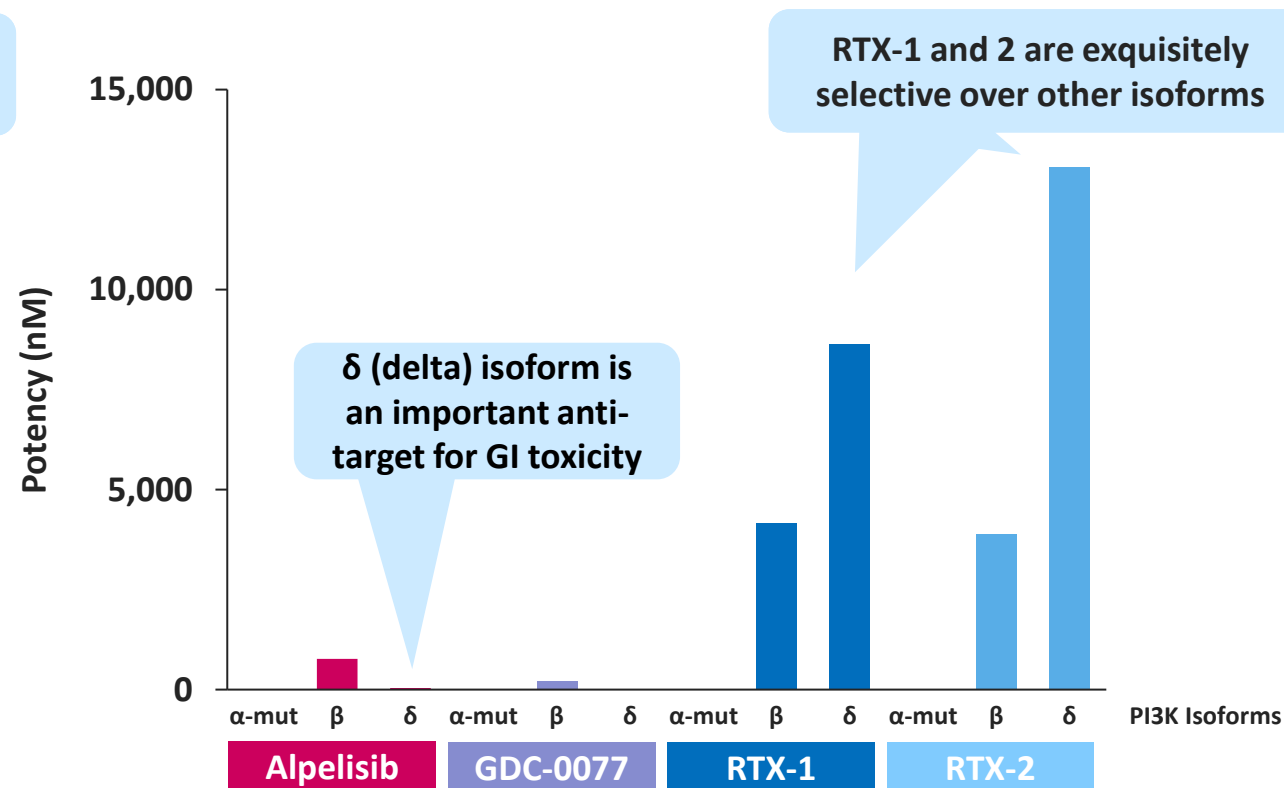 RTX-1 and 2 are exquisitely
selective over other isoforms
15,000
10,000
5,000
0
Potency (nM)
δ (delta) isoform is
an important anti-
target for GI toxicity
α-mut β δ α-mut β δ α-mut β δ α-mut β δ PI3K Isoforms
Alpelisib GDC-0077 RTX-1 RTX-2